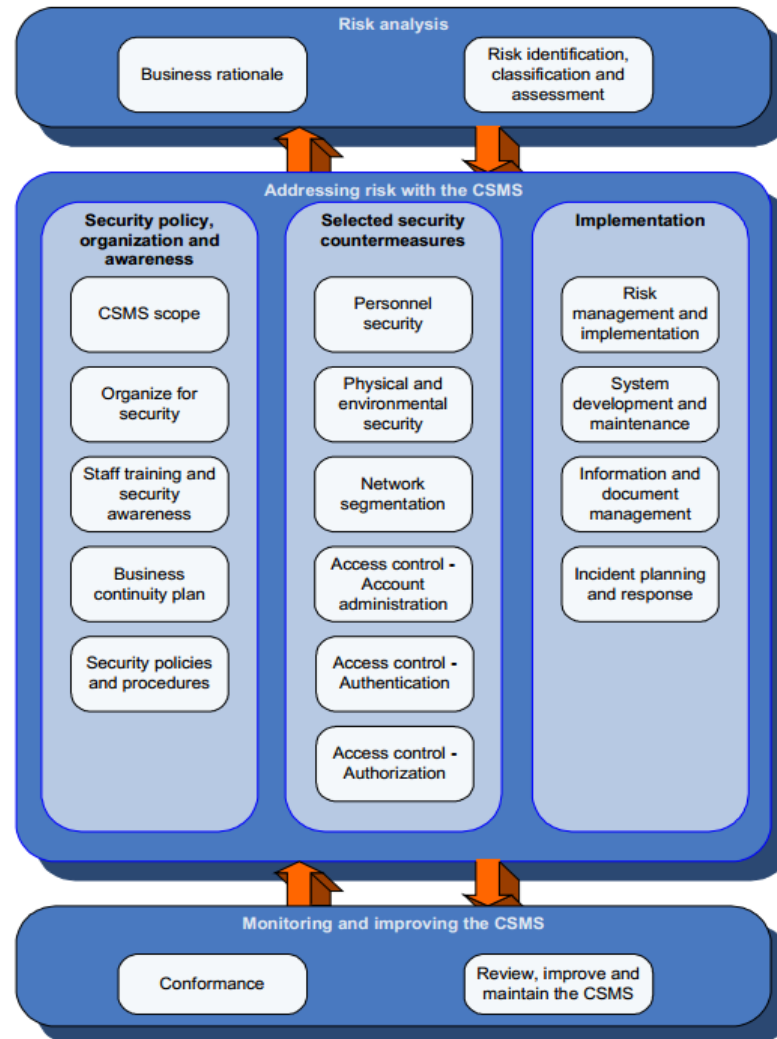 Risk analysis
Business rationale
Risk identification,
classification and
assessment
Addressing risk with the CSMS
Security policy,
organization and
awareness
CSMS scope
Organize for
security
Staff training and
security
awareness
Business
continuity plan
Security policies
and procedures
Selected security
countermeasures
Personnel
security
Physical and
environmental
security
Network
segmentation
Access control -
Account
administration
Access control -
Authentication
Access control -
Authorization
Implementation
Risk
management and
implementation
System
development and
maintenance
Information and
document
management
Incident planning
and response
Monitoring and improving the CSMS
Conformance
Review, improve and
maintain the CSMS